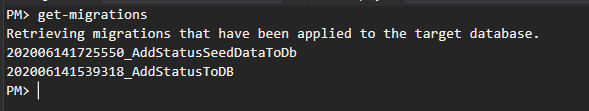 PM> get-migrations
Retrieving migrations that have been applied to the target database.
202006141725550_AddStatusSeedDataToDb
202006141539318_AddStatusToDB
PM>